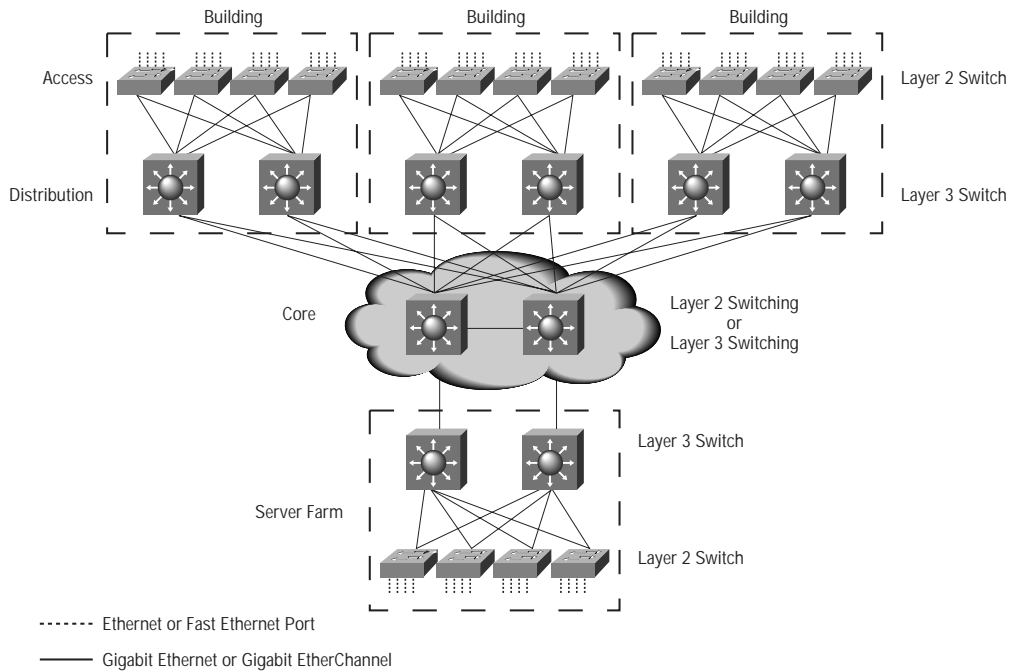 Building
Building
Building
Access
Layer 2 Switch
Distribution
Layer 3 Switch
Core
Layer 2 Switching
or
Layer 3 Switching
Layer 3 Switch
Server Farm
Layer 2 Switch
Ethernet or Fast Ethernet Port
Gigabit Ethernet or Gigabit EtherChannel